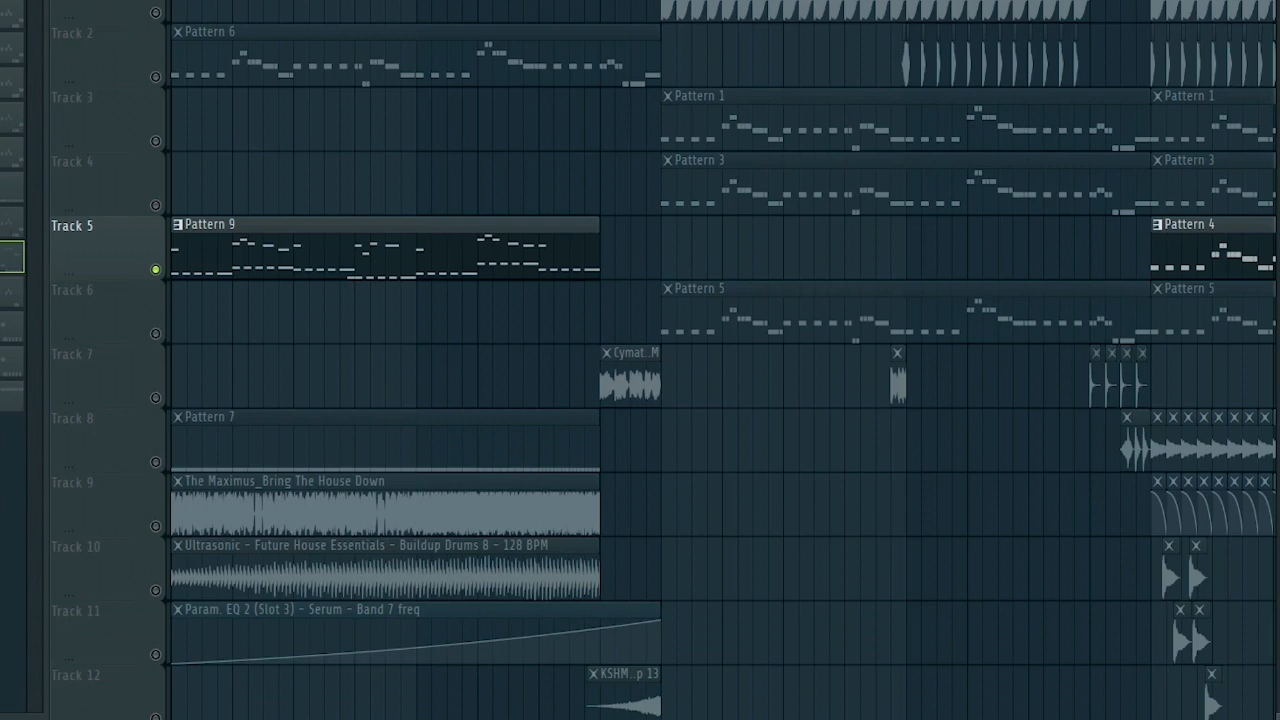 Track 2
Pattern 6
Track 3
Pattern 1
Pattern 1
Track 4
Pattern 3
Pattern 3
Track 5
Pattern 9
Pattern 4
Track 6
Pattern 5
Pattern 5
Track 7
Cymat..M
Track 8
Pattern 7
Track 9
The Maximus_Bring The House Down
Track 10
Ultrasonic - Future House Essentials - Buildup Drums 8 - 128 BPM
Track 11
Param. EQ 2 (Slot 3) - Serum - Band 7 freq
Track 12
KSHM..p 13